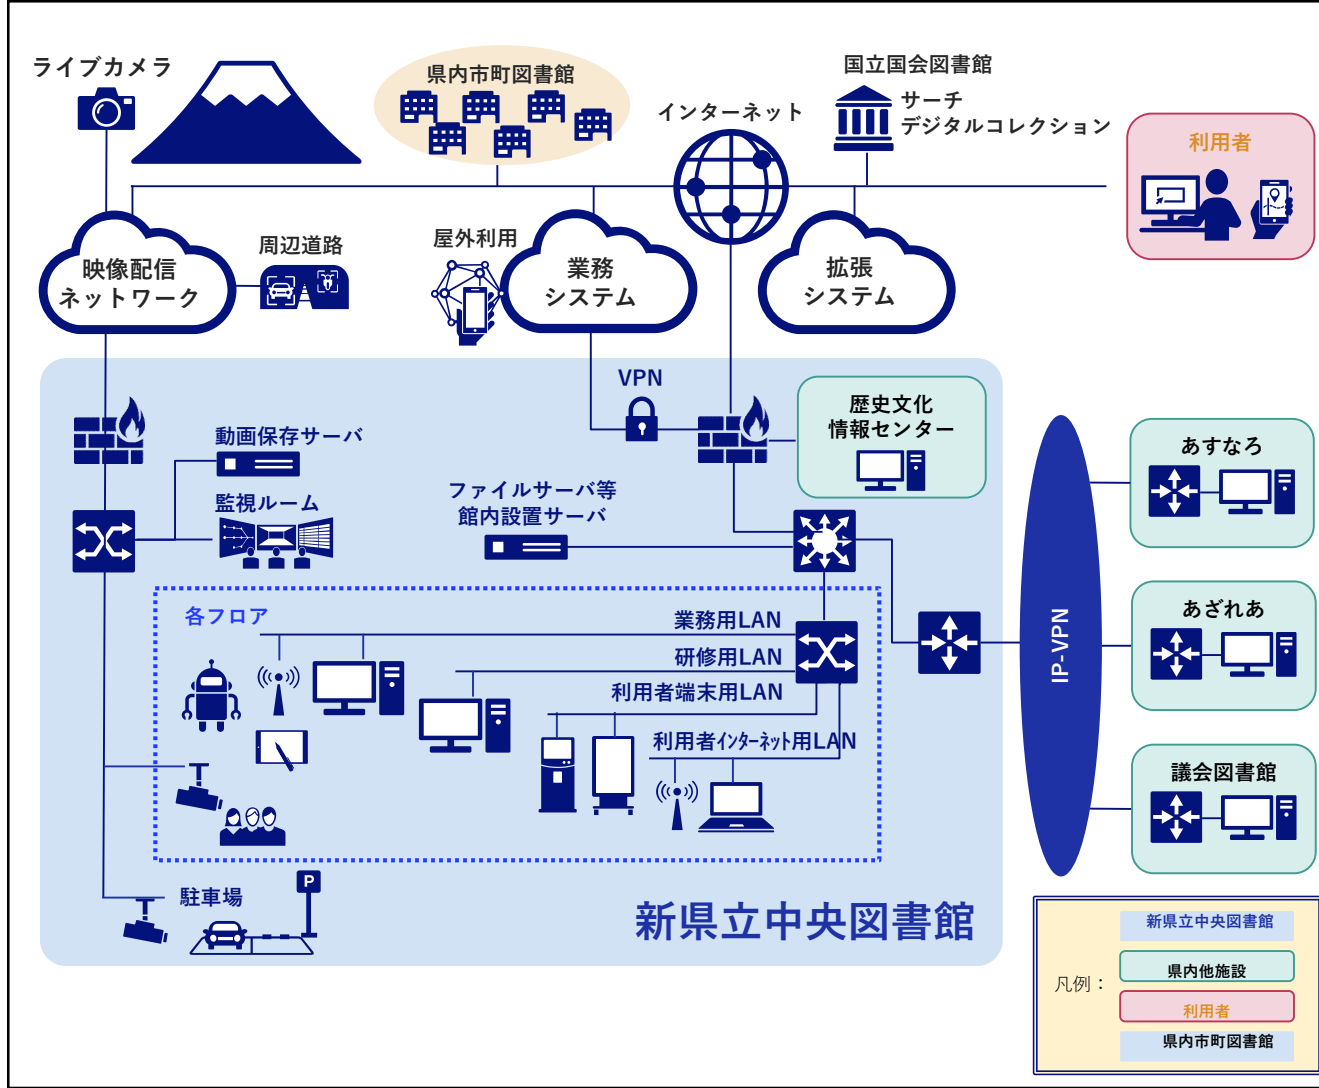 ライブカメラ
県内市町図書館
インターネット
国立国会図書館
サーチ
デジタルコレクション
利用者
映像配信
ネットワーク
周辺道路
屋外利用
業務
システム
拡張
システム
VPN
歴史文化
情報センター
動画保存サーバ
監視ルーム
ファイルサーバ等
館内設置サーバ
あすなろ
各フロア
業務用LAN
研修用LAN
利用者端末用LAN
利用者インターネット用LAN
IP-VPN
あざれあ
議会図書館
駐車場
P
新県立中央図書館
凡例：
新県立中央図書館
県内他施設
利用者
県内市町図書館